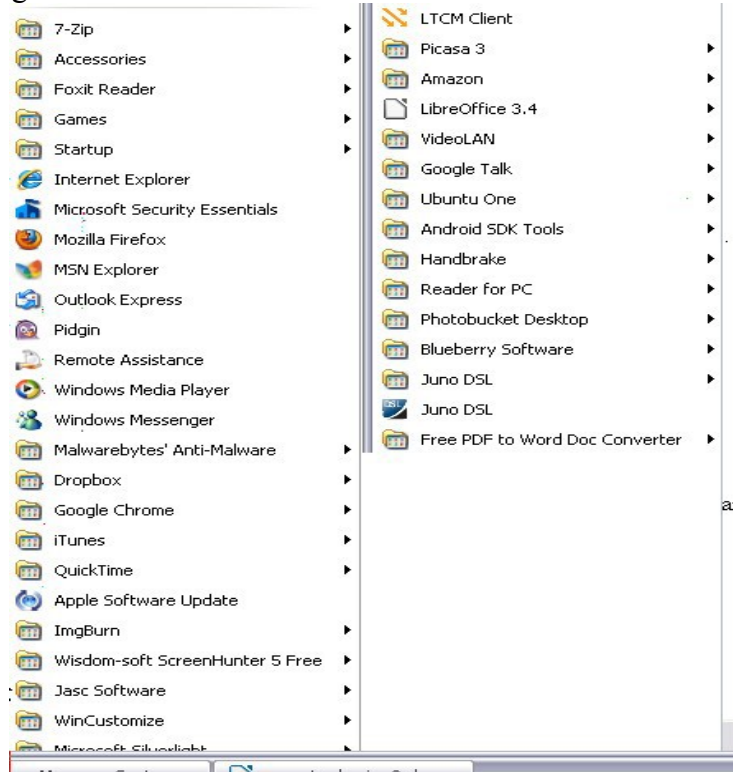 7-Zip
Accessories
Foxit Reader
Games
Startup
Internet Explorer
Microsoft Security Essentials
Mozilla Firefox
MSN Explorer
Outlook Express
Pidgin
Remote Assistance
Windows Media Player
Windows Messenger
Malwarebytes' Anti-Malware
Dropbox
Google Chrome
iTunes
QuickTime
Apple Software Update
ImgBurn
Wisdom-soft ScreenHunter 5 Free
Jasc Software
WinCustomize
Microsoft Silverlight
LTCM Client
Picasa 3
Amazon
LibreOffice 3.4
VideoLAN
Google Talk
Ubuntu One
Android SDK Tools
Handbrake
Reader for PC
Photobucket Desktop
Blueberry Software
Juno DSL
Juno DSL
Free PDF to Word Doc Converter